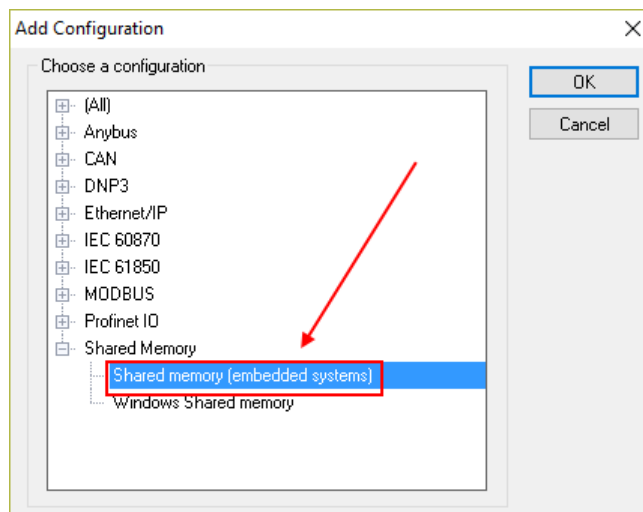 Add Configuration
Choose a configuration
OK
Cancel
(All)
Anybus
CAN
DNP3
Ethernet/IP
IEC 60870
IEC 61850
MODBUS
Profinet IO
Shared Memory
Shared memory (embedded systems)
Windows Shared memory